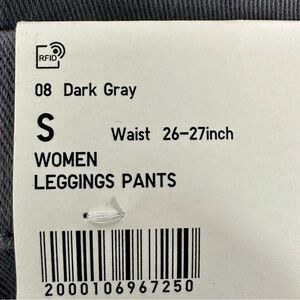 RFID
08 Dark Gray
S Waist 26-27inch
WOMEN
LEGGINGS PANTS
2000106967250